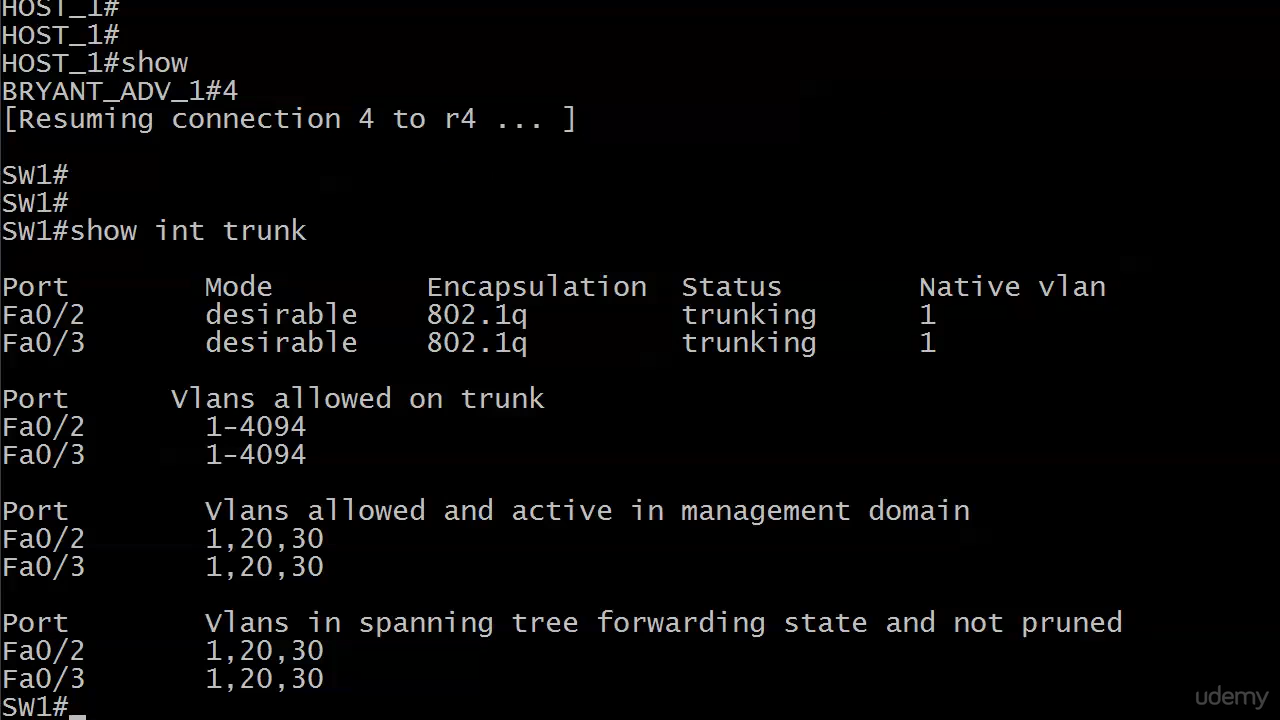 HOST_1#
HOST_1#
HOST_1#show
BRYANT_ADV_1#4
[Resuming connection 4 to r4 ... ]
SW1#
SW1#
SW1#show int trunk
Port Mode Encapsulation Status Native vlan
Fa0/2 desirable 802.1q trunking 1
Fa0/3 desirable 802.1q trunking 1
Port Vlans allowed on trunk
Fa0/2 1-4094
Fa0/3 1-4094
Port Vlans allowed and active in management domain
Fa0/2 1,20,30
Fa0/3 1,20,30
Port Vlans in spanning tree forwarding state and not pruned
Fa0/2 1,20,30
Fa0/3 1,20,30
SW1#_
udemy